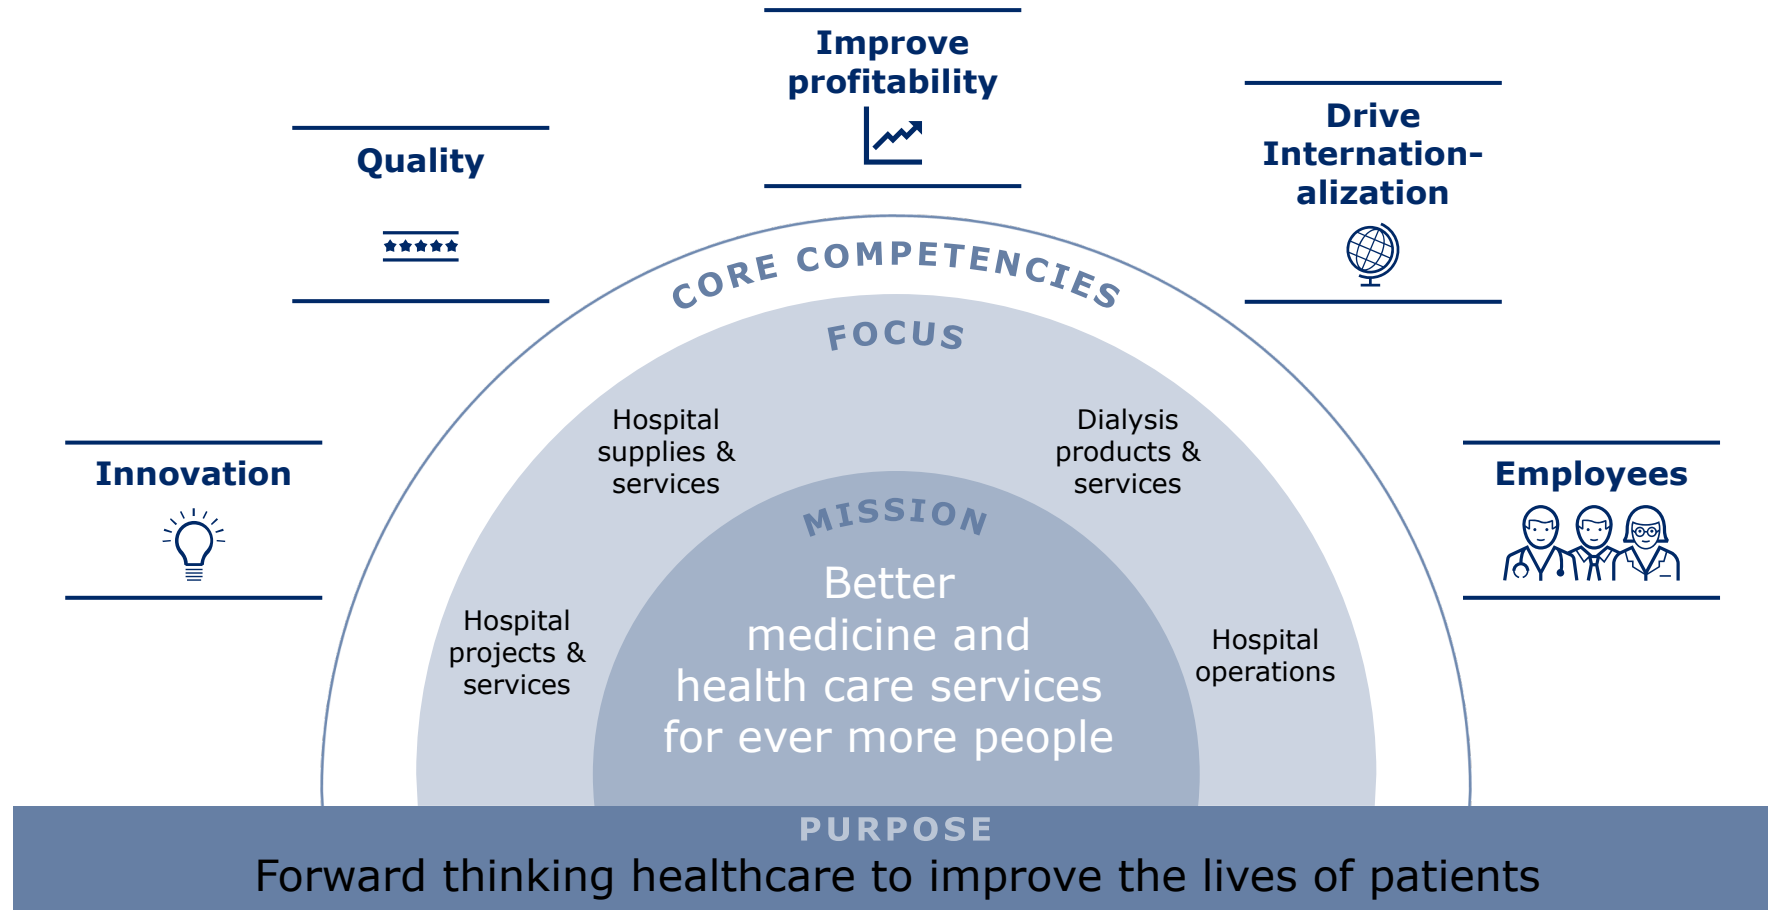 Improve
profitability
Quality
Drive
Internation-
alization
Innovation
Employees
CORE COMPETENCIES
FOCUS
Hospital
supplies &
services
Dialysis
products &
services
Hospital
projects &
services
Hospital
operations
MISSION
Better
medicine and
health care services
for ever more people
PURPOSE
Forward thinking healthcare to improve the lives of patients